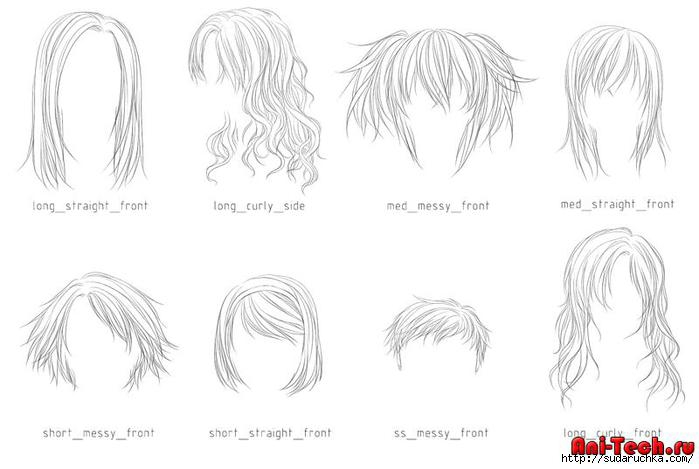 long_straight_front
long_curly_side
med_messy_front
med_straight_front
short_messy_front
short_straight_front
ss_messy_front
long_curly_front
Ani-Tech.ru
http://sudaruchka.com/